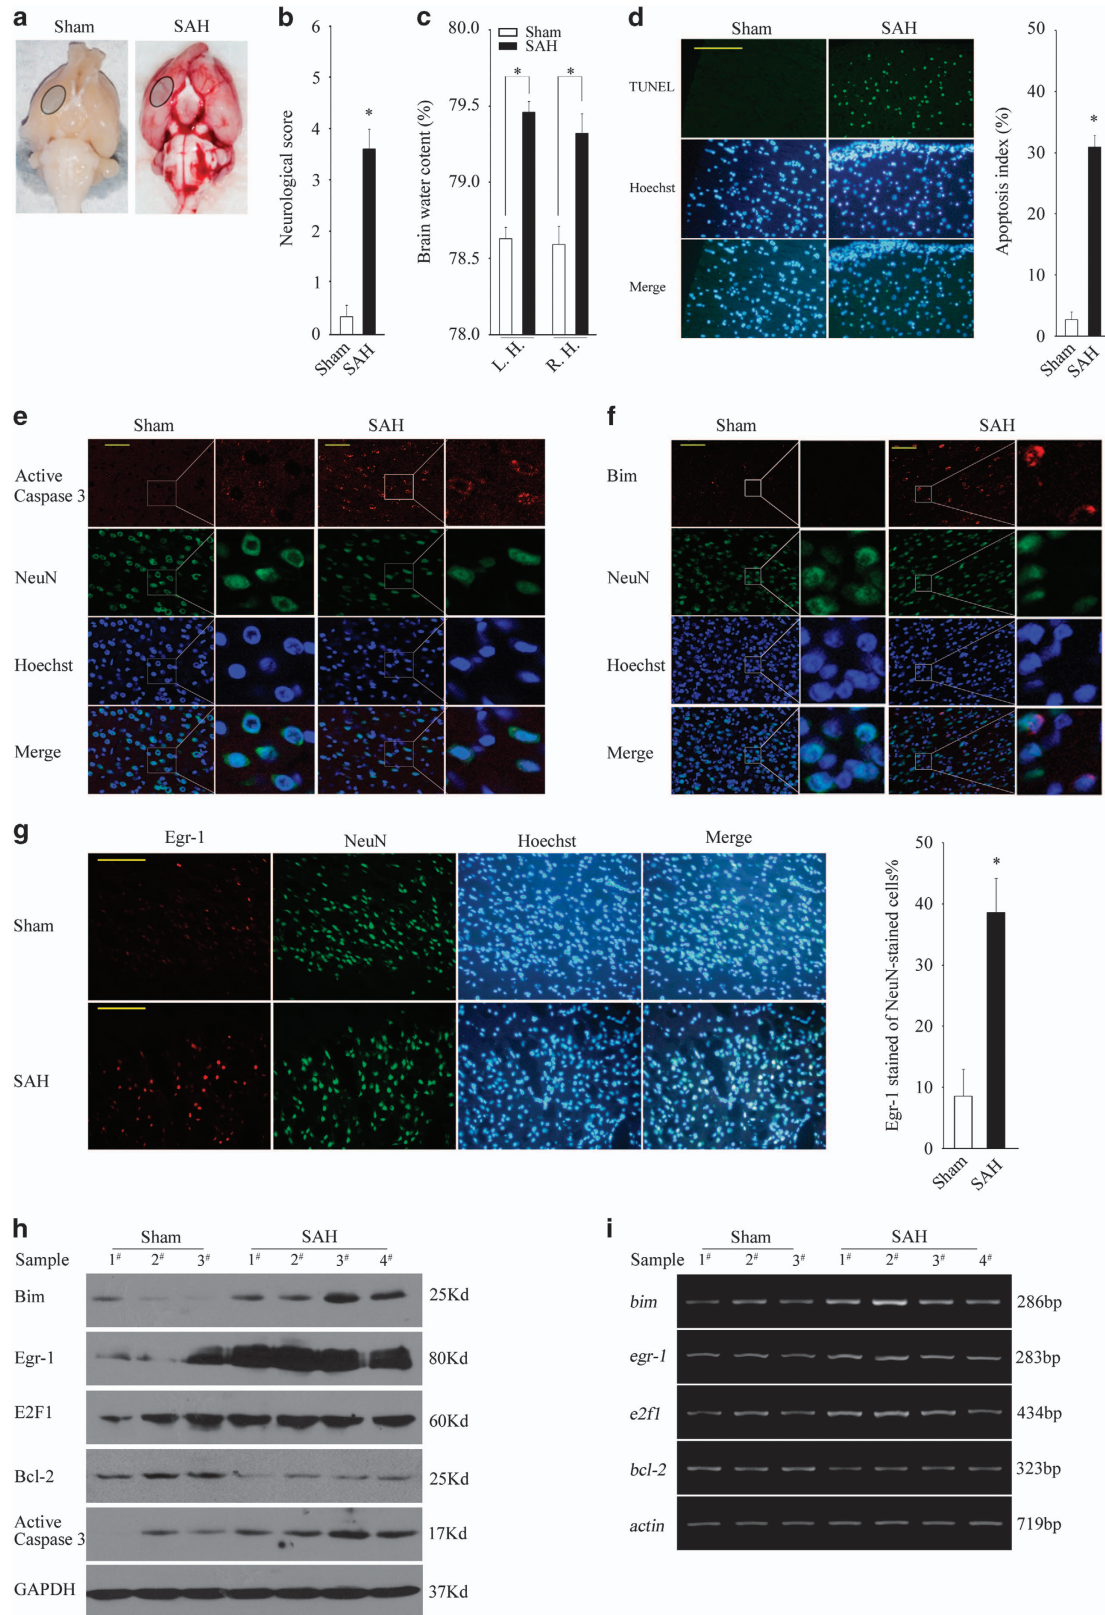 a
Sham
SAH
b
Neurological score
6
5
4
3
2
1
0
*
Sham
SAH
c
Brain water cotent (%)
80.0
79.5
79.0
78.5
78.0
Sham
SAH
*
*
L. H.
R. H.
d
Sham
SAH
TUNEL
Hoechst
Merge
Apoptosis index (%)
50
40
30
20
10
0
*
Sham
SAH
e
Sham
SAH
Active
Caspase 3
NeuN
Hoechst
Merge
f
Sham
SAH
Bim
NeuN
Hoechst
Merge
g
Egr-1
NeuN
Hoechst
Merge
Sham
SAH
Egr-1 stained of NeuN-stained cells%
50
40
30
20
10
0
*
Sham
SAH
h
Sham
SAH
Sample
1# 2# 3# 1# 2# 3# 4#
Bim
25Kd
Egr-1
80Kd
E2F1
60Kd
Bcl-2
25Kd
Active
Caspase 3
17Kd
GAPDH
37Kd
i
Sham
SAH
Sample
1# 2# 3# 1# 2# 3# 4#
bim
286bp
egr-1
283bp
e2f1
434bp
bcl-2
323bp
actin
719bp